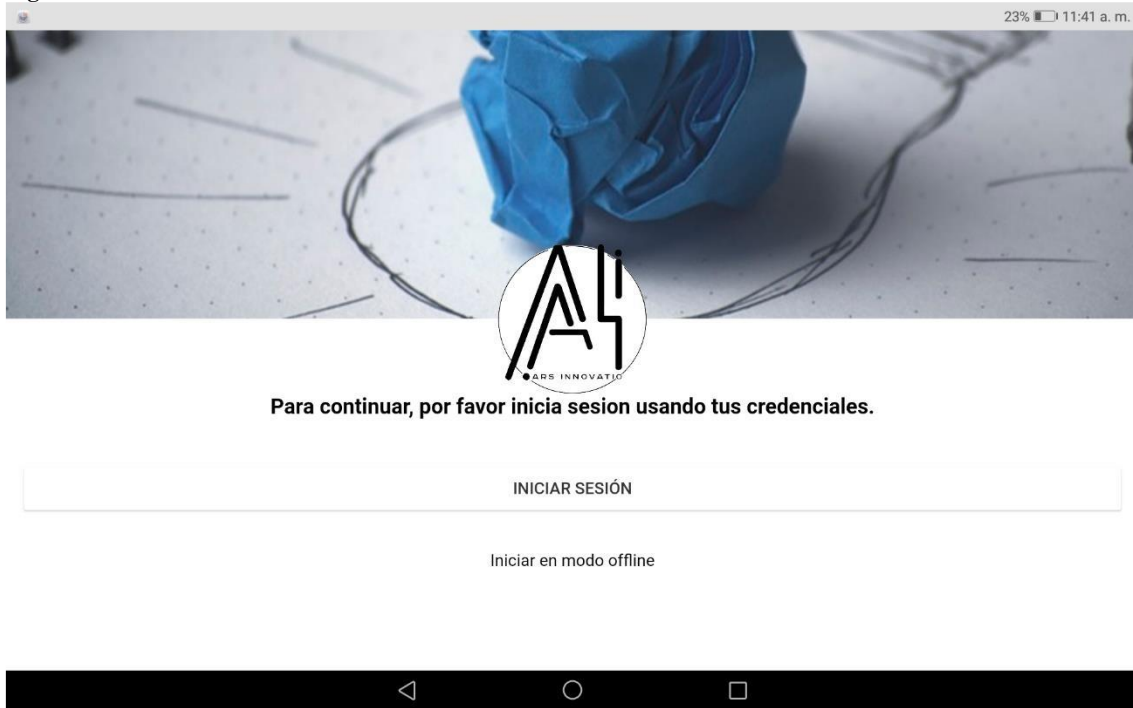 23% 11:41 a. m.
ARS INNOVATIO
Para continuar, por favor inicia sesion usando tus credenciales.
INICIAR SESIÓN
Iniciar en modo offline